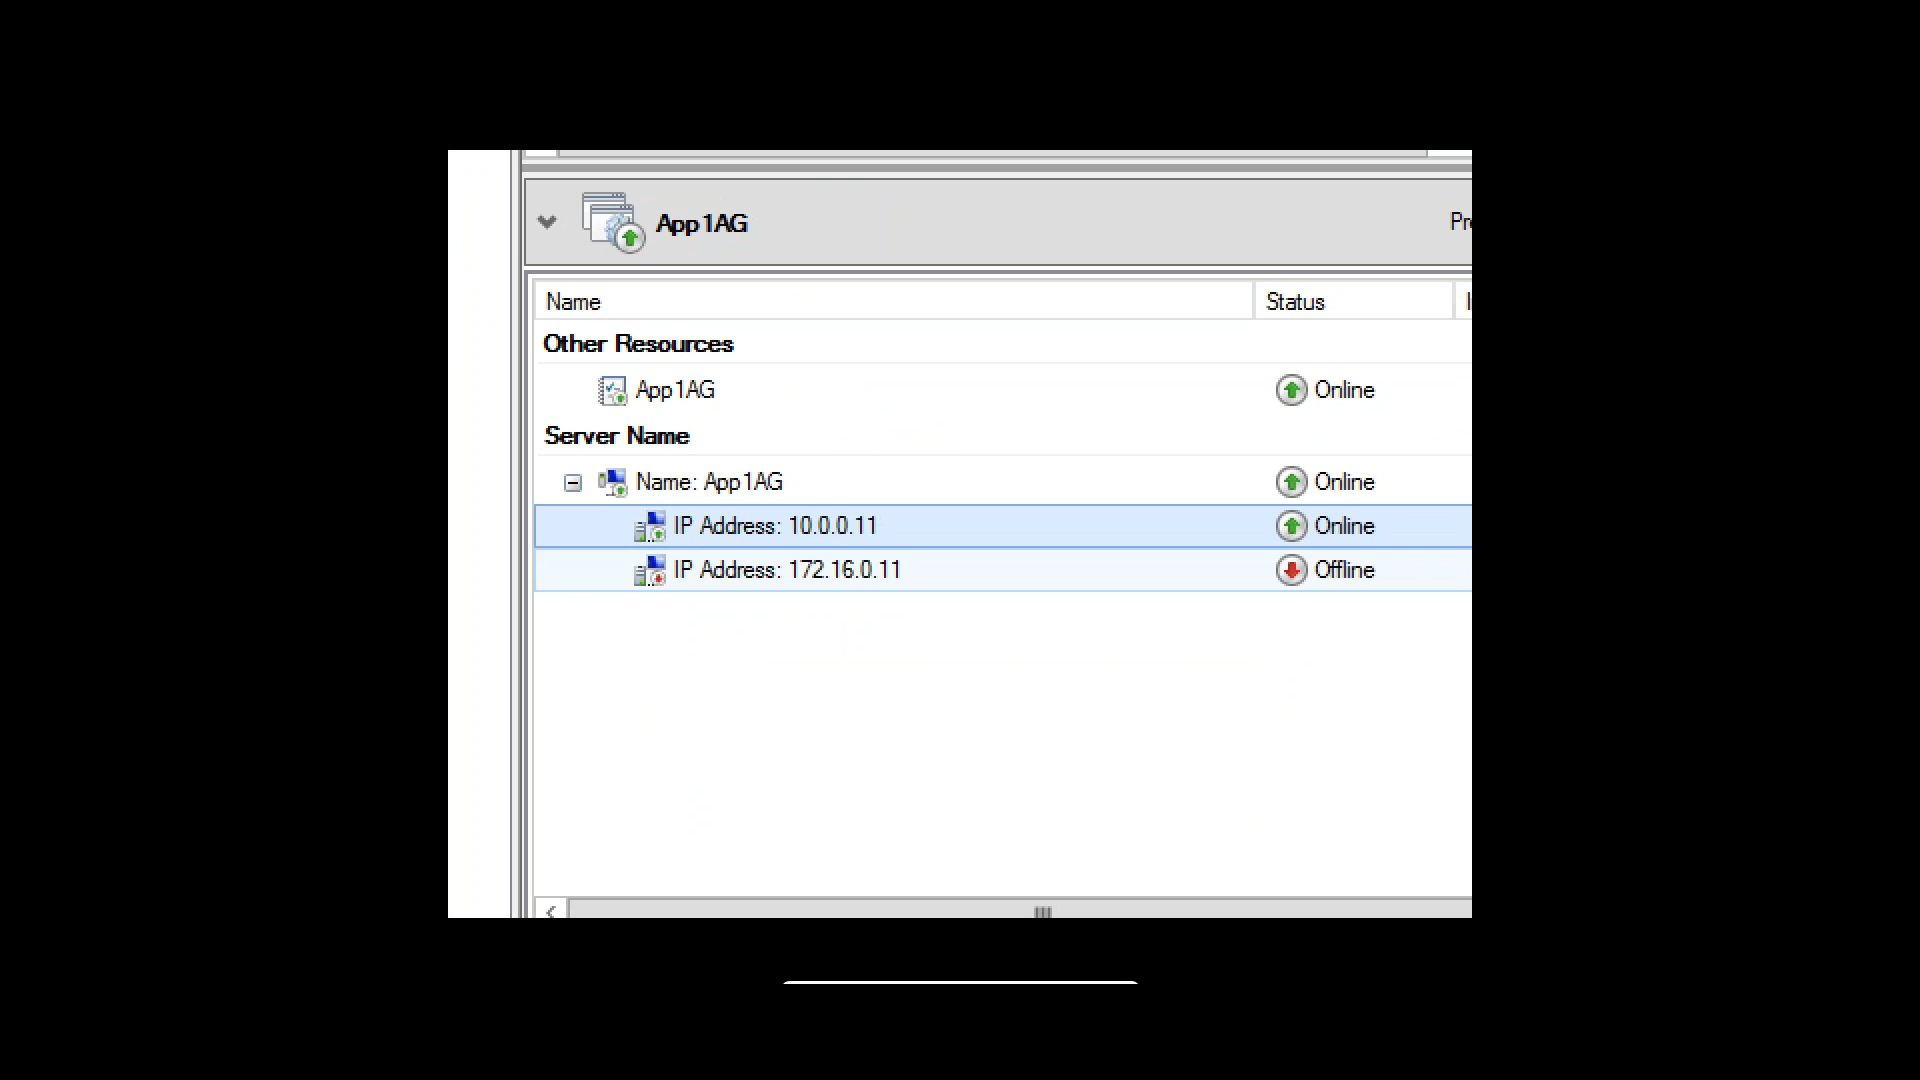 App1AG
Name Status
Other Resources
App1AG Online
Server Name
Name: App1AG Online
IP Address: 10.0.0.11 Online
IP Address: 172.16.0.11 Offline